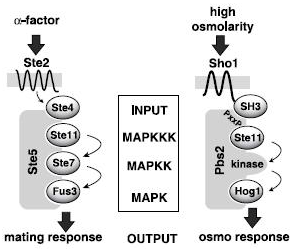 α-factor
high
osmolarity
Ste2
Sho1
Ste4
INPUT
SH3
PxxP
Ste11
MAPKKK
Ste11
Ste5
Ste7
MAPKK
Pbs2
kinase
Fus3
MAPK
Hog1
mating response
OUTPUT
osmo response